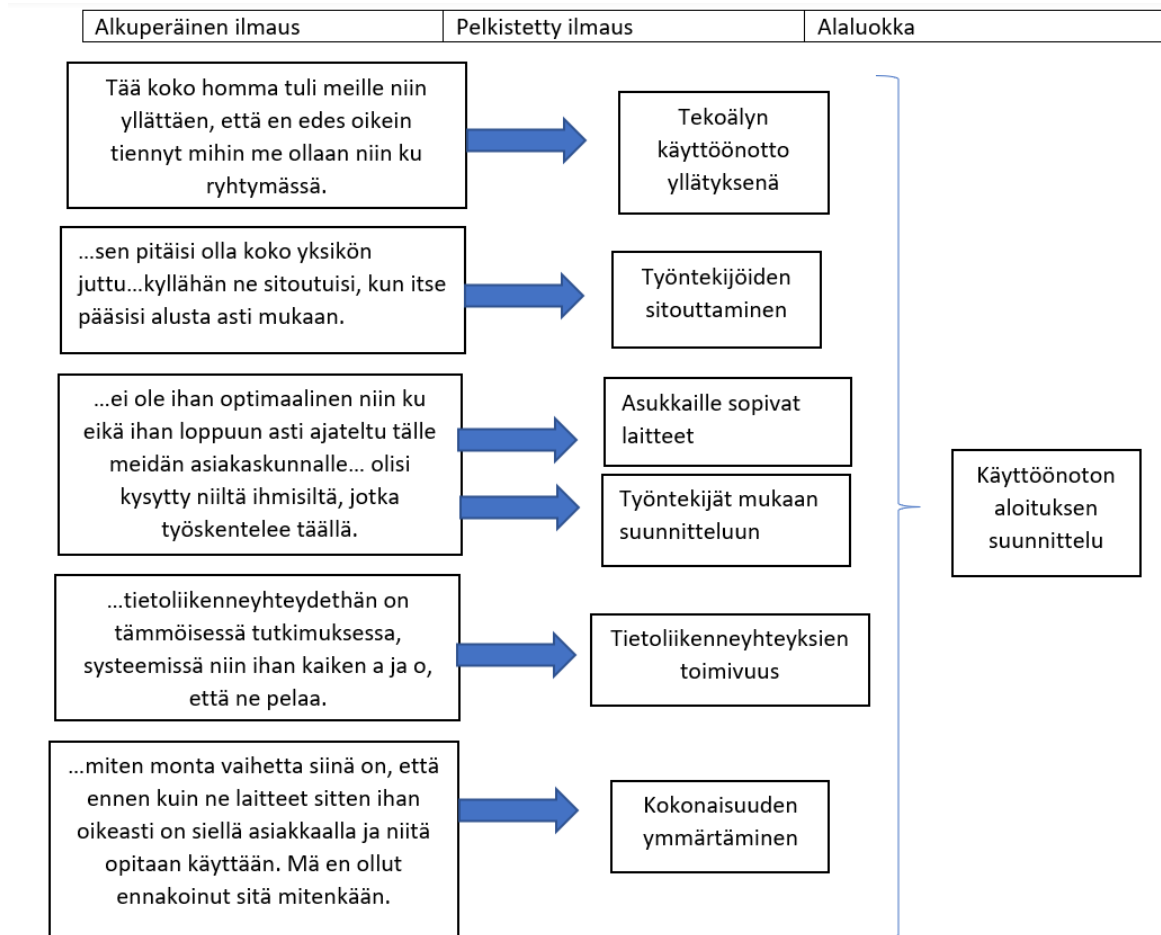 Alkuperäinen ilmaus
Pelkistetty ilmaus
Alaluokka
Tää koko homma tuli meille niin
yllättäen, että en edes oikein
tiennyt mihin me ollaan niin ku
ryhtymässä.
Tekoälyn
käyttöönotto
yllätyksenä
...sen pitäisi olla koko yksikön
juttu...kyllähän ne sitoutuisi, kun itse
pääsisi alusta asti mukaan.
Työntekijöiden
sitouttaminen
...ei ole ihan optimaalinen niin ku
eikä ihan loppuun asti ajateltu tälle
meidän asiakaskunnalle... olisi
kysytty niiltä ihmisiltä, jotka
työskentelee täällä.
Asukkaille sopivat
laitteet
Työntekijät mukaan
suunnitteluun
...tietoliikenneyhteydethän on
tämmöisessä tutkimuksessa,
systeemissä niin ihan kaiken a ja o,
että ne pelaa.
Tietoliikenneyhteyksien
toimivuus
...miten monta vaihetta siinä on, että
ennen kuin ne laitteet sitten ihan
oikeasti on siellä asiakkaalla ja niitä
opitaan käyttään. Mä en ollut
ennakoinut sitä mitenkään.
Kokonaisuuden
ymmärtäminen
Käyttöönoton
aloituksen
suunnittelu